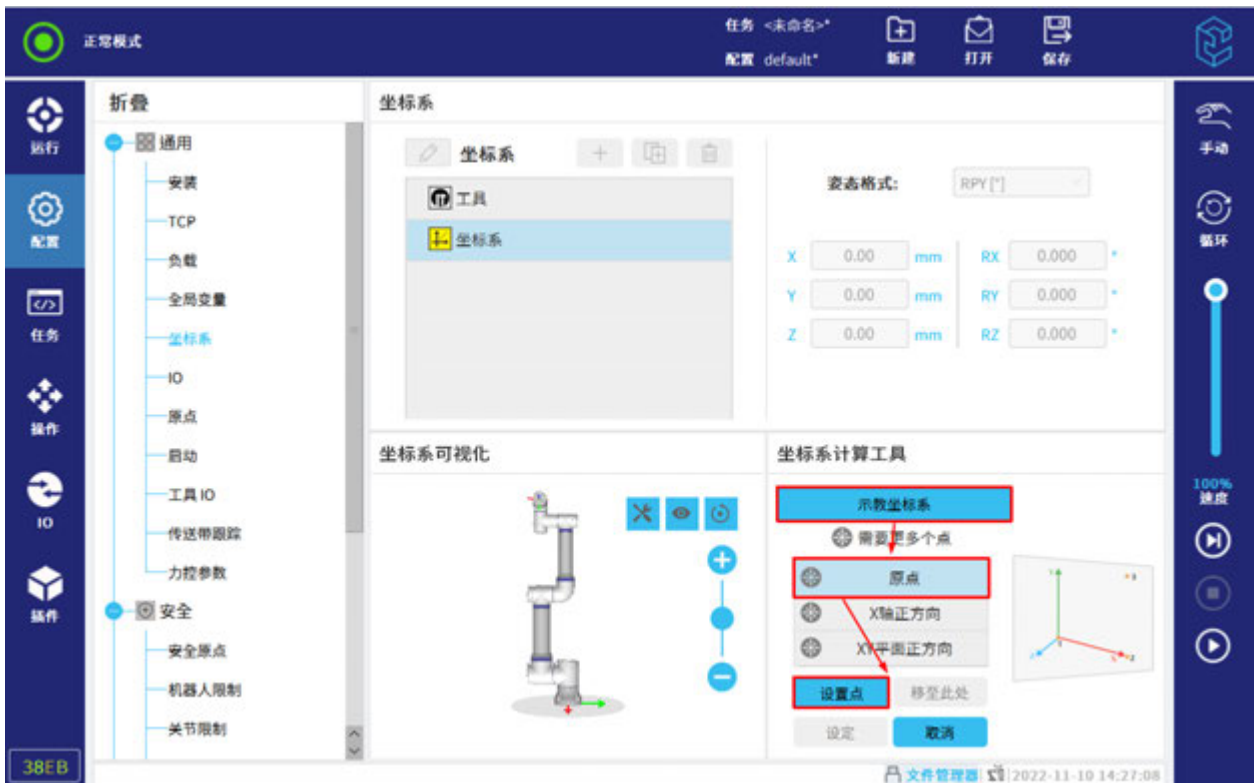 正常模式
任务 <未命名>*
配置 default*
新建
打开
保存
运行
配置
任务
操作
IO
插件
38EB
折叠
通用
安装
TCP
负载
全局变量
坐标系
IO
原点
启动
工具 IO
传送带跟踪
力控参数
安全
安全原点
机器人限制
关节限制
坐标系
坐标系
工具
坐标系
姿态格式: RPY [°]
X 0.00 mm RX 0.000 °
Y 0.00 mm RY 0.000 °
Z 0.00 mm RZ 0.000 °
坐标系可视化
坐标系计算工具
示教坐标系
需要更多个点
原点
X轴正方向
XY平面正方向
设置点 移至此处
设定 取消
手动
循环
100%
速度
文件管理器 2022-11-10 14:27:08